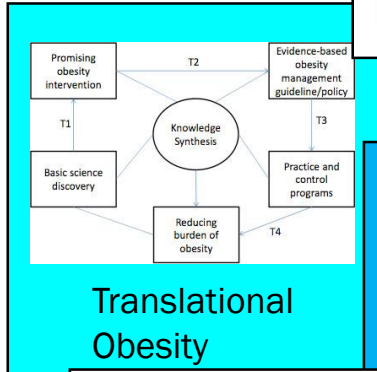 Promising
obesity
intervention
T2
Evidence-based
obesity
management
guideline/policy
T1
Knowledge
Synthesis
T3
Basic science
discovery
Practice and
control
programs
Reducing
burden of
obesity
T4
Translational
Obesity